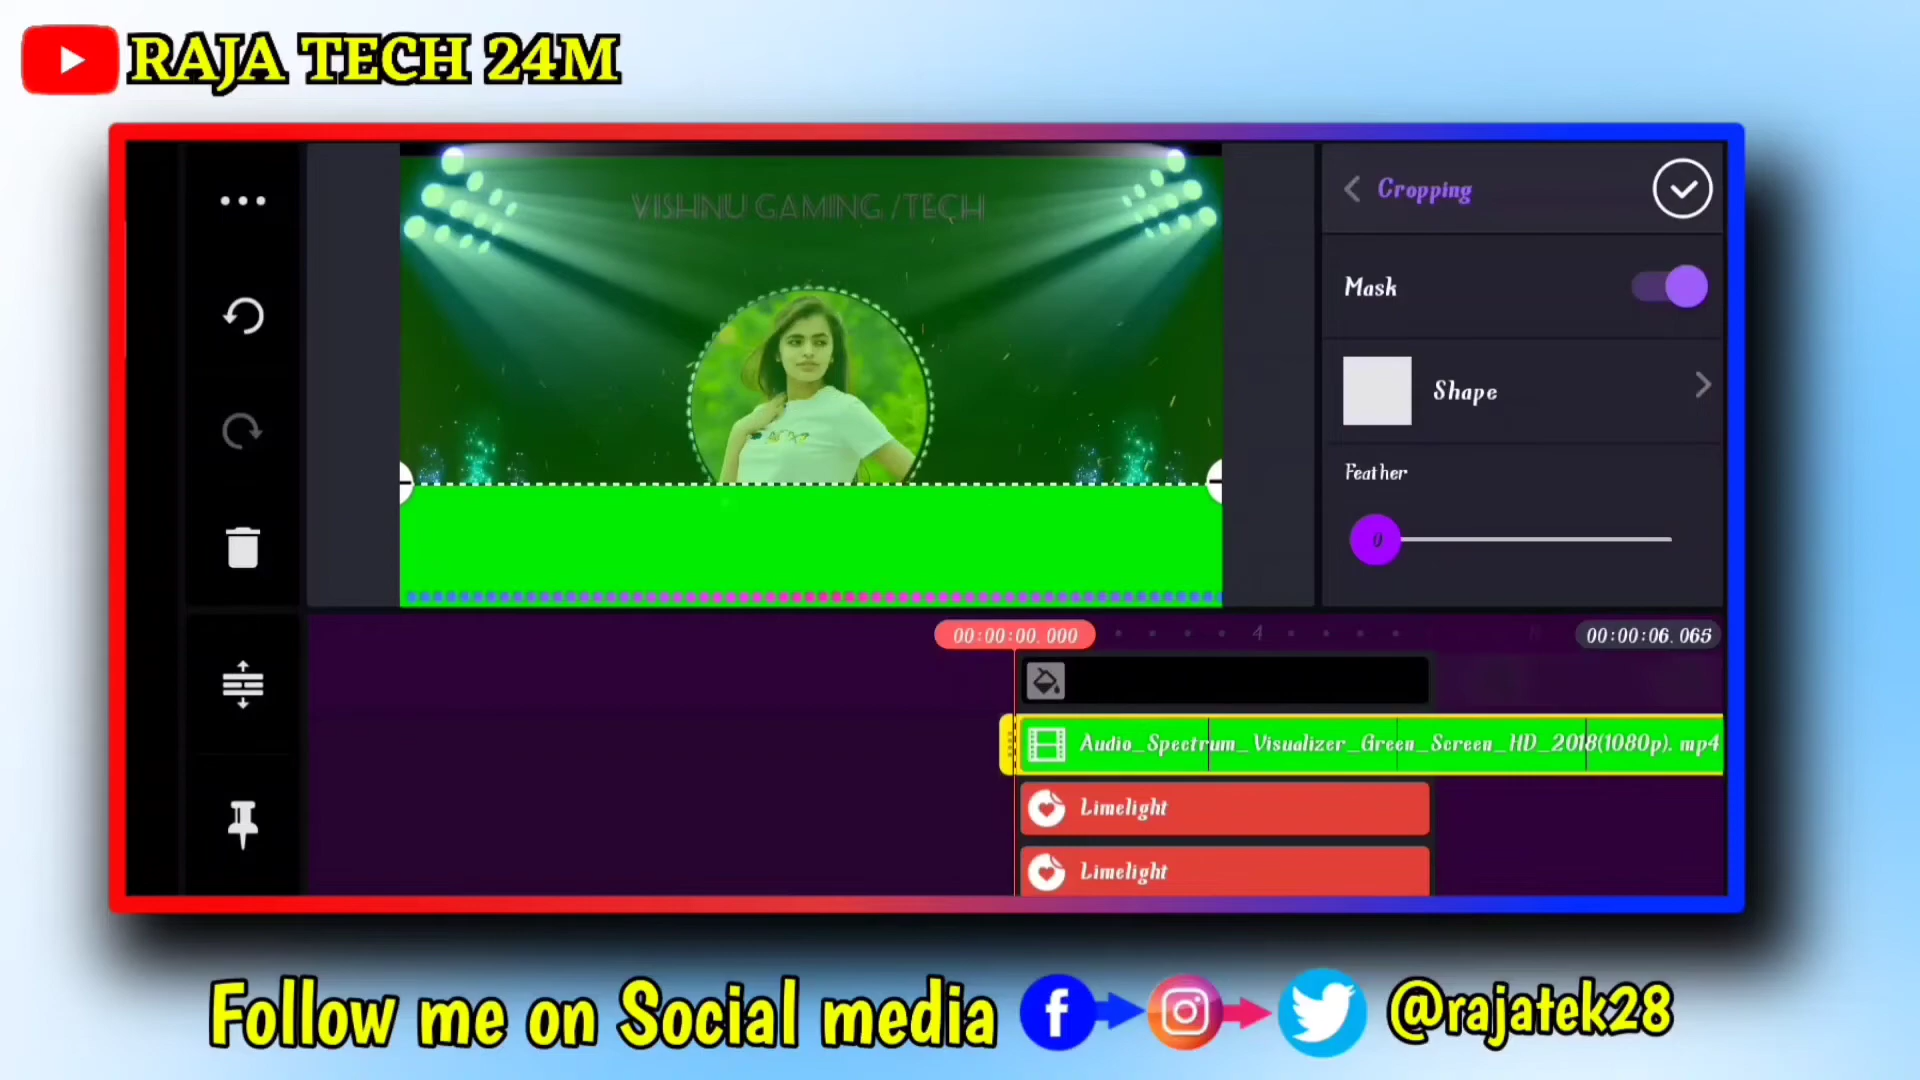 RAJA TECH 24M
VISHNU GAMING /TECH
Cropping
Mask
Shape
Feather
0
00:00:00.000
4
00:00:06.065
Audio_Spectrum_Visualizer_Green_Screen_HD_2018(1080p).mp4
Limelight
Limelight
Follow me on Social media
@rajatek28